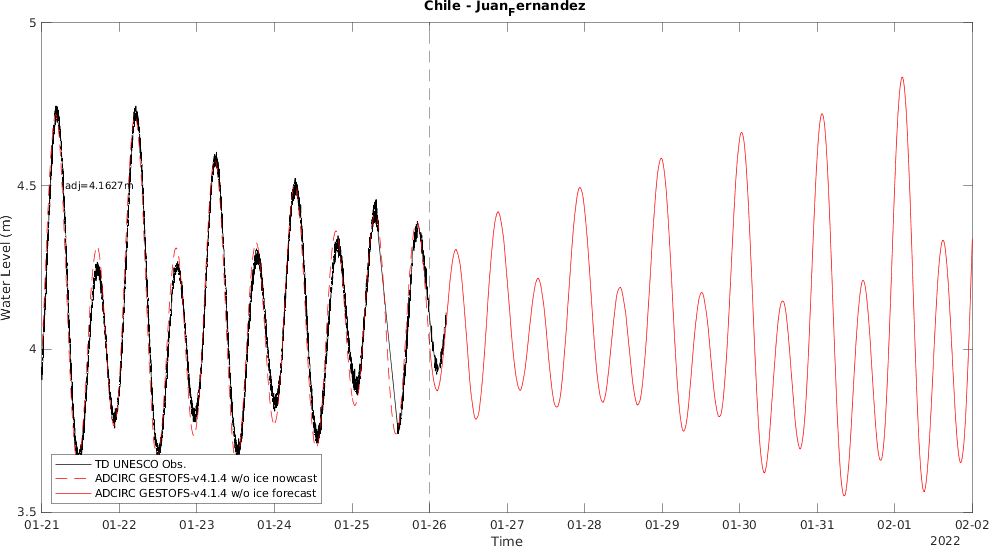 Chile - JuanFernandez
5
4.5
4
3.5
Water Level (m)
adj=4.1627m
TD UNESCO Obs.
ADCIRC GESTOFS-v4.1.4 w/o ice nowcast
ADCIRC GESTOFS-v4.1.4 w/o ice forecast
01-21 01-22 01-23 01-24 01-25 01-26 01-27 01-28 01-29 01-30 01-31 02-01 02-02
Time
2022